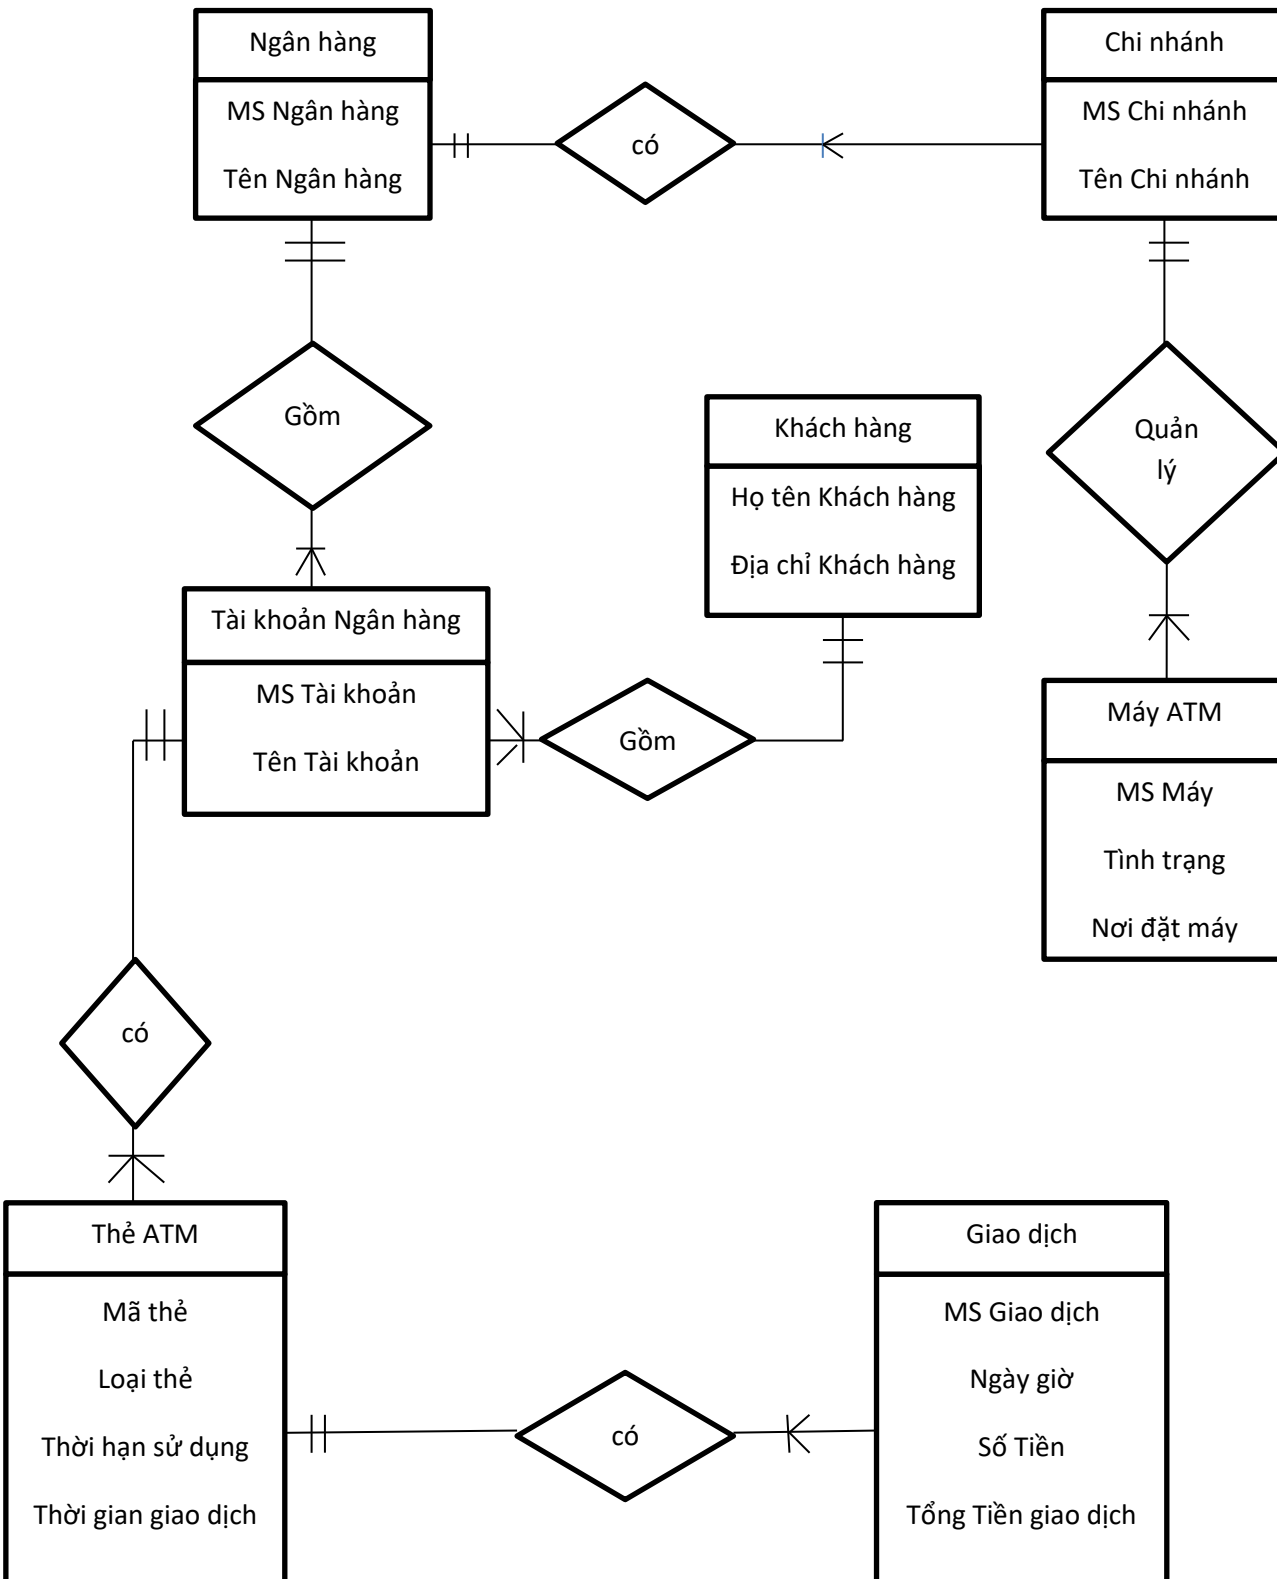 Ngân hàng
MS Ngân hàng
Tên Ngân hàng
có
Chi nhánh
MS Chi nhánh
Tên Chi nhánh
Gồm
Khách hàng
Họ tên Khách hàng
Địa chỉ Khách hàng
Quản
lý
Tài khoản Ngân hàng
MS Tài khoản
Tên Tài khoản
Gồm
Máy ATM
MS Máy
Tình trạng
Nơi đặt máy
có
Thẻ ATM
Mã thẻ
Loại thẻ
Thời hạn sử dụng
Thời gian giao dịch
có
Giao dịch
MS Giao dịch
Ngày giờ
Số Tiền
Tổng Tiền giao dịch